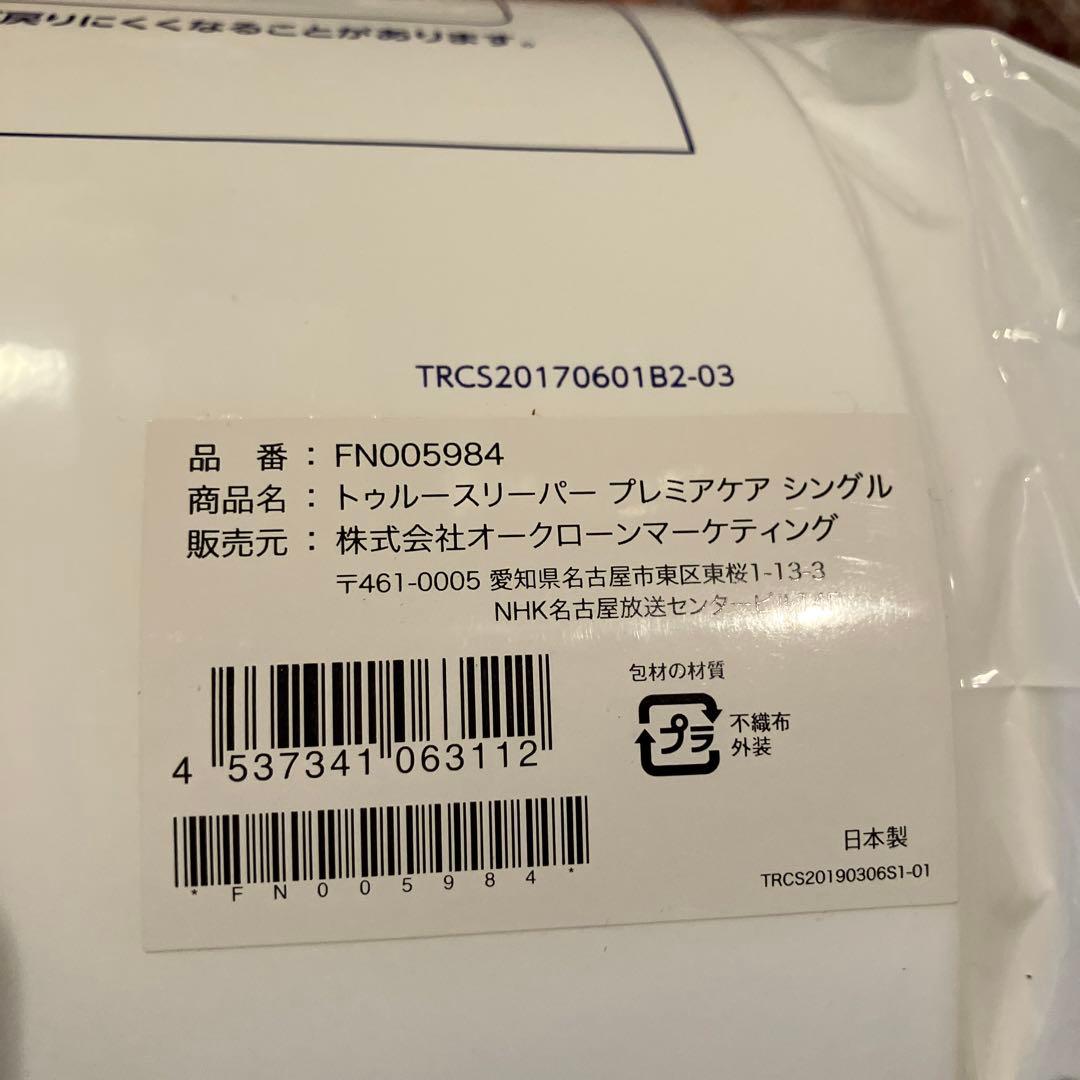 戻りにくくなることがあります。
TRCS20170601B2-03
品 番 : FN005984
商品名 : トゥルースリーパー プレミアケア シングル
販売元 : 株式会社オークローンマーケティング
〒461-0005 愛知県名古屋市東区東桜1-13-3
NHK名古屋放送センタービル14F
包材の材質
プラ
不織布
外装
4 537341 063112
*FN005984*
日本製
TRCS20190306S1-01